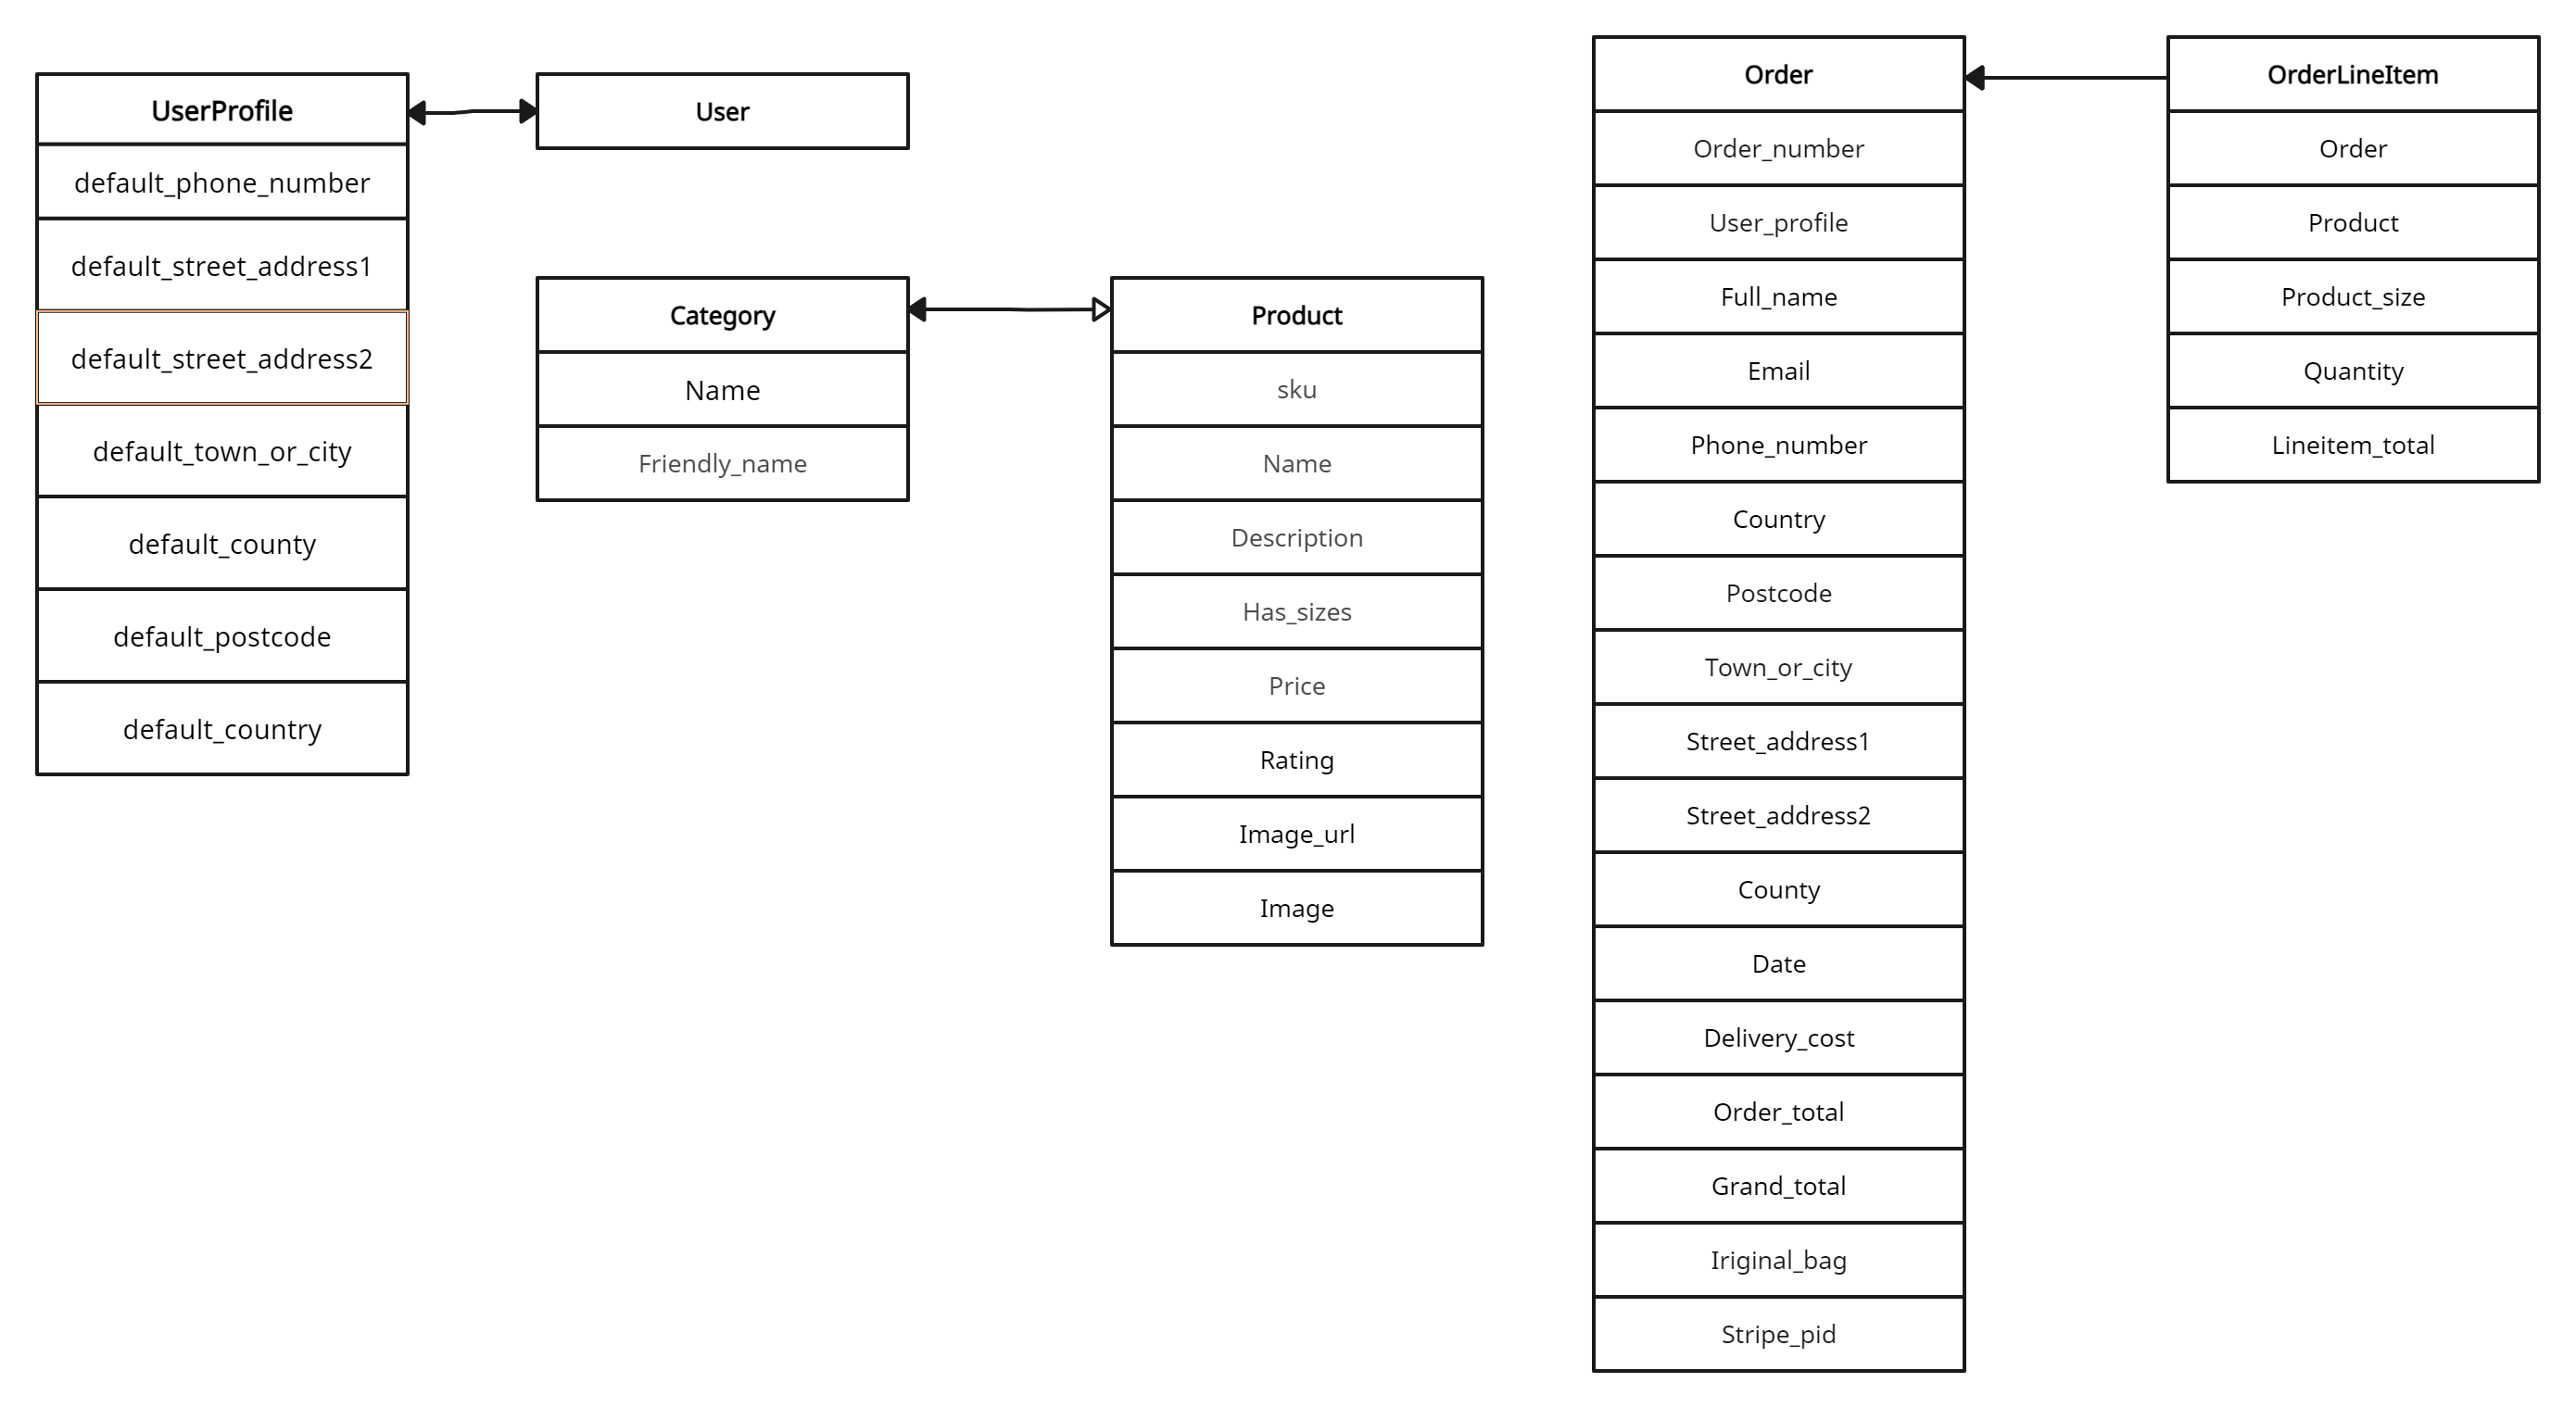 UserProfile
default_phone_number
default_street_address1
default_street_address2
default_town_or_city
default_county
default_postcode
default_country
User
Category
Name
Friendly_name
Product
sku
Name
Description
Has_sizes
Price
Rating
Image_url
Image
Order
Order_number
User_profile
Full_name
Email
Phone_number
Country
Postcode
Town_or_city
Street_address1
Street_address2
County
Date
Delivery_cost
Order_total
Grand_total
Iriginal_bag
Stripe_pid
OrderLineItem
Order
Product
Product_size
Quantity
Lineitem_total